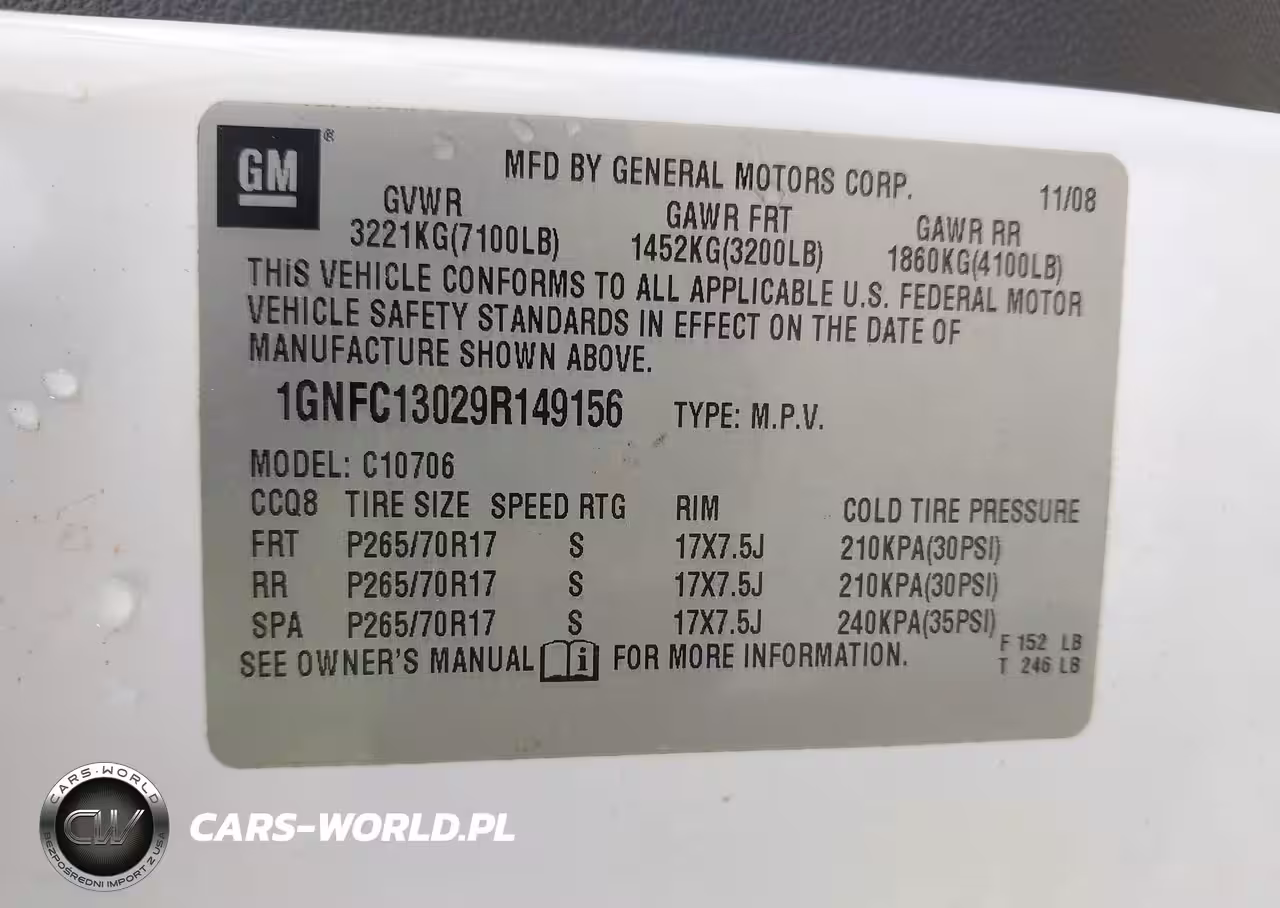 GM ®
MFD BY GENERAL MOTORS CORP. 11/08
GVWR GAWR FRT GAWR RR
3221KG(7100LB) 1452KG(3200LB) 1860KG(4100LB)
THiS VEHICLE CONFORMS TO ALL APPLICABLE U.S. FEDERAL MOTOR
VEHICLE SAFETY STANDARDS IN EFFECT ON THE DATE OF
MANUFACTURE SHOWN ABOVE.
1GNFC13029R149156 TYPE: M.P.V.
MODEL: C10706
CCQ8 TIRE SIZE SPEED RTG RIM COLD TIRE PRESSURE
FRT P265/70R17 S 17X7.5J 210KPA(30PSI)
RR P265/70R17 S 17X7.5J 210KPA(30PSI)
SPA P265/70R17 S 17X7.5J 240KPA(35PSI)
SEE OWNER'S MANUAL i FOR MORE INFORMATION.
F 152 LB
T 246 LB
CARS-WORLD
CW
BEZPOŚREDNI IMPORT Z USA
CARS-WORLD.PL